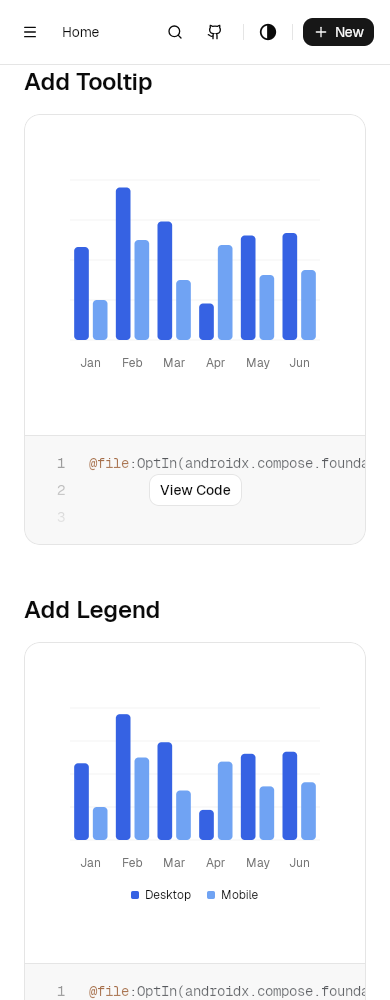 Home
New
Add Tooltip
Jan Feb Mar Apr May Jun
1 @file:OptIn(androidx.compose.founda
2
View Code
3
Add Legend
Jan Feb Mar Apr May Jun
Desktop Mobile
1 @file:OptIn(androidx.compose.founda